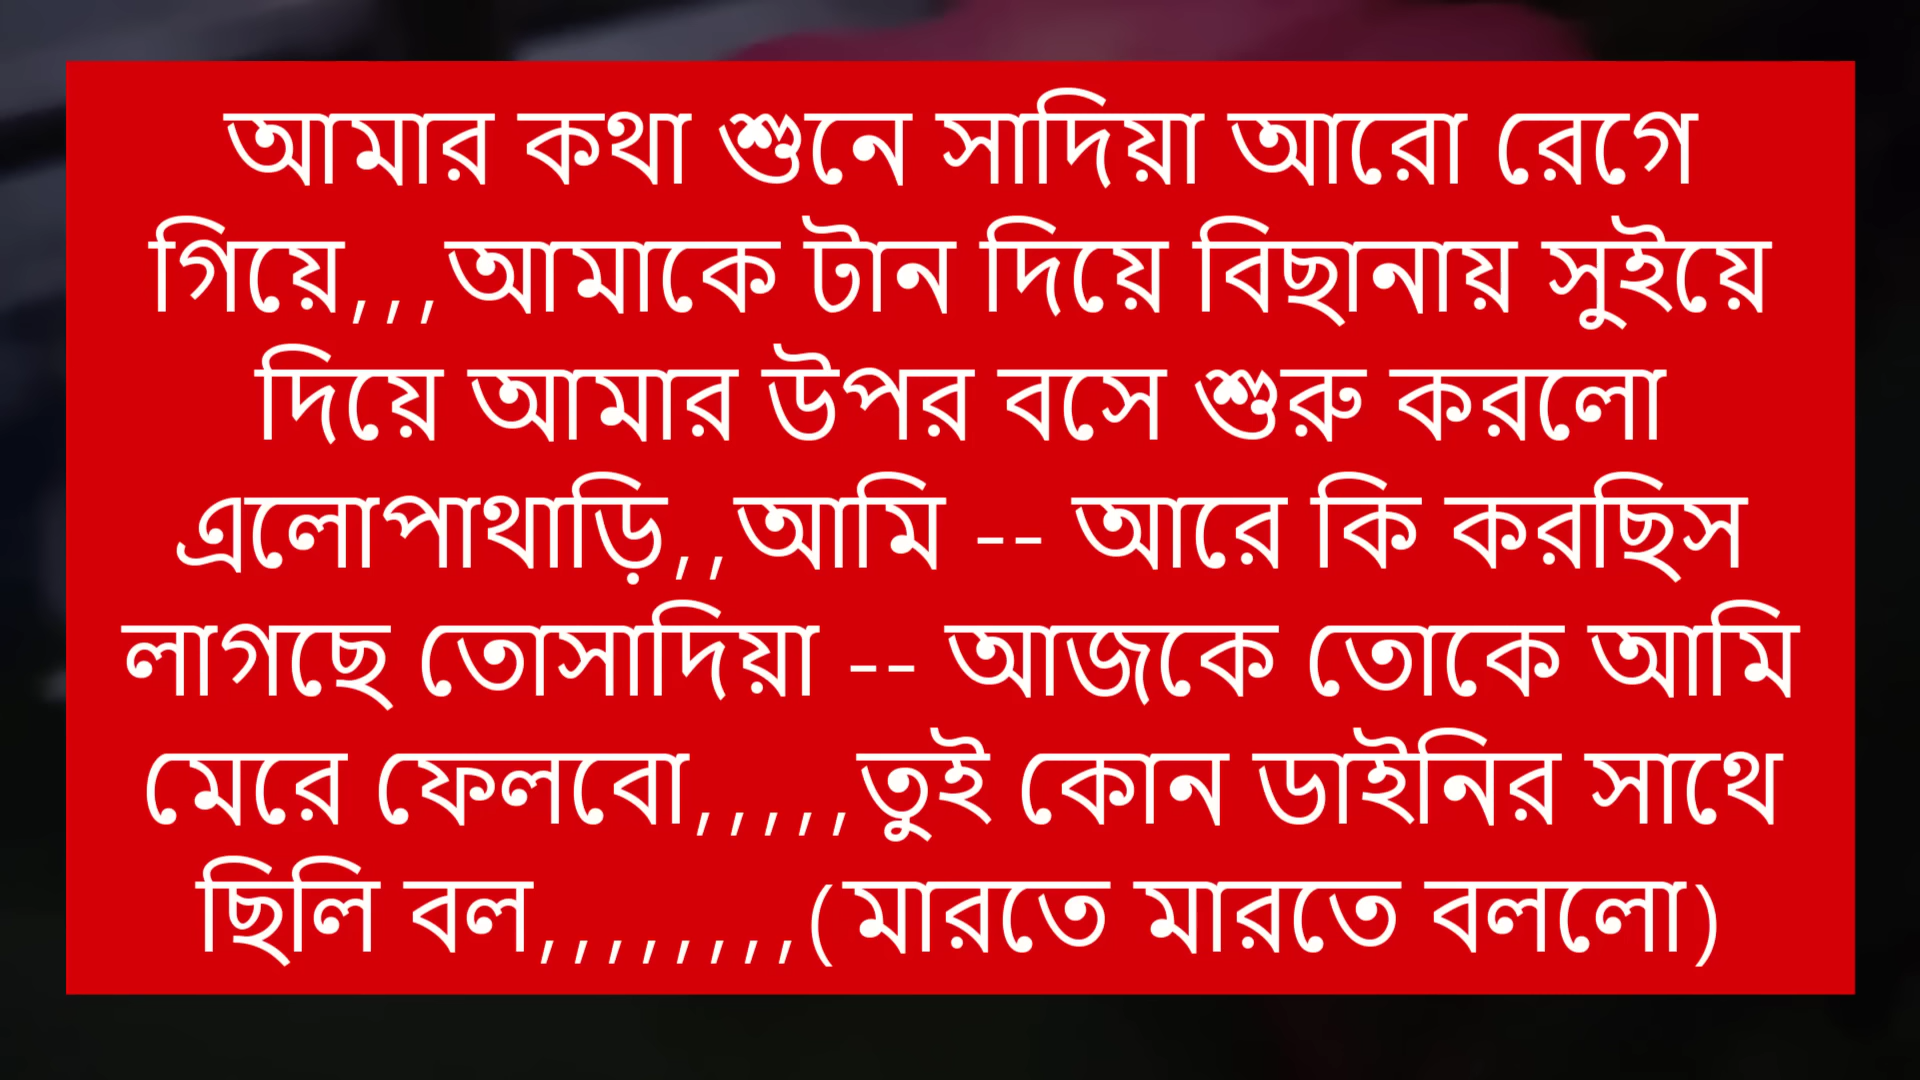 আমার কথা শুনে সাদিয়া আরো রেগে
গিয়ে,,,আমাকে টান দিয়ে বিছানায় সুইয়ে
দিয়ে আমার উপর বসে শুরু করলো
এলোপাথাড়ি,,আমি -- আরে কি করছিস
লাগছে তোসাদিয়া -- আজকে তোকে আমি
মেরে ফেলবো,,,,,তুই কোন ডাইনির সাথে
ছিলি বল,,,,,,,,(মারতে মারতে বললো)